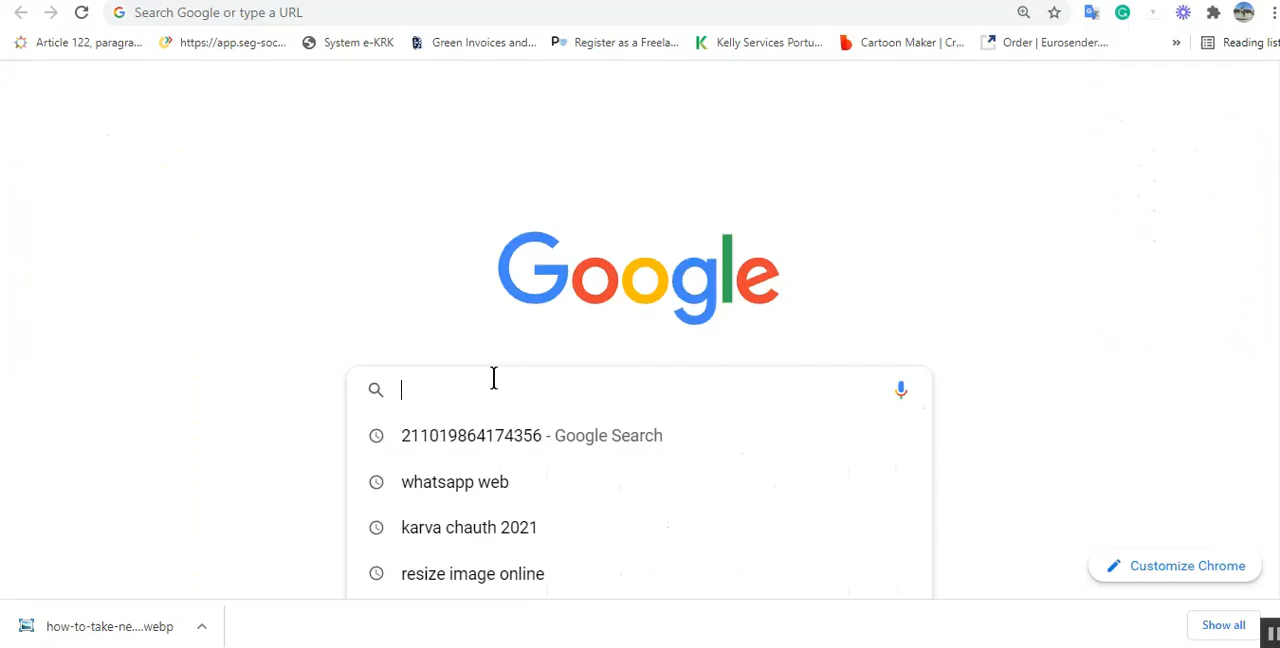 Search Google or type a URL
Article 122, paragra...
https://app.seg-soc...
System e-KRK
Green Invoices and...
Register as a Freela...
Kelly Services Portu...
Cartoon Maker | Cr...
Order | Eurosender....
»
Reading list
Google
211019864174356 - Google Search
whatsapp web
karva chauth 2021
resize image online
Customize Chrome
how-to-take-ne....webp
Show all